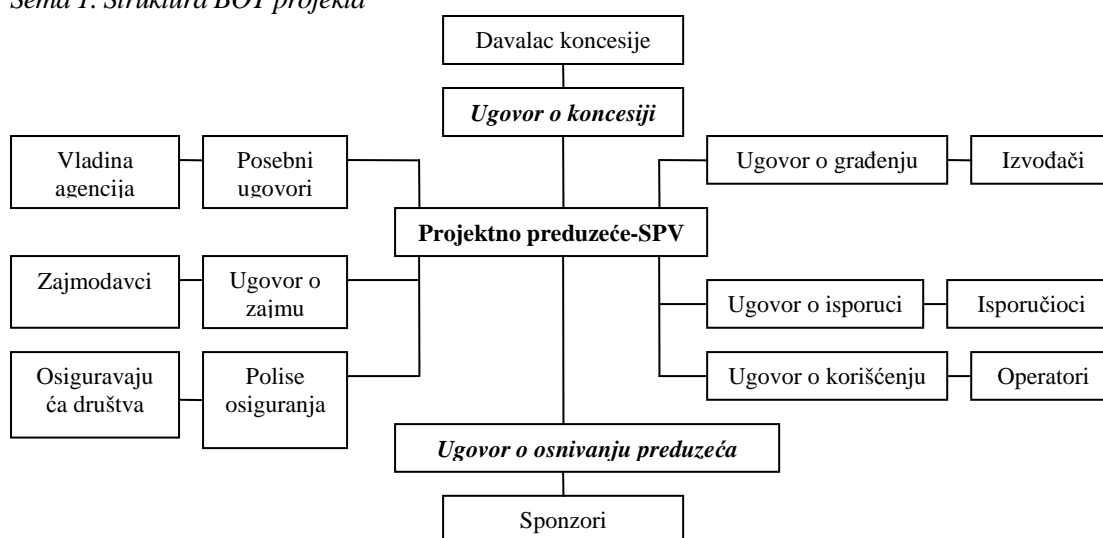 Šema 1. Struktura BOT projekta
Davalac koncesije
Ugovor o koncesiji
Vladina
agencija
Posebni
ugovori
Ugovor o građenju
Izvođači
Projektno preduzeće-SPV
Zajmodavci
Ugovor o
zajmu
Ugovor o isporuci
Isporučioci
Osiguravaju
ća društva
Polise
osiguranja
Ugovor o korišćenju
Operatori
Ugovor o osnivanju preduzeća
Sponzori